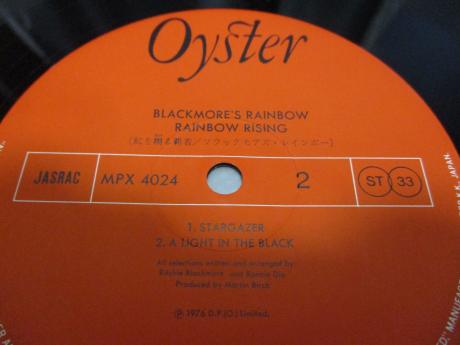 Oyster
BLACKMORE'S RAINBOW
RAINBOW RISING
(虹を翔る覇者/ブラックモアズ・レインボー)
JASRAC MPX 4024 2 ST 33
1. STARGAZER
2. A LIGHT IN THE BLACK
All selections written and arranged by
Ritchie Blackmore and Ronnie Dio
Produced by Martin Birch
Ⓟ 1976 O.P.(O) Limited.
K.K. JAPAN.
MANUFAC